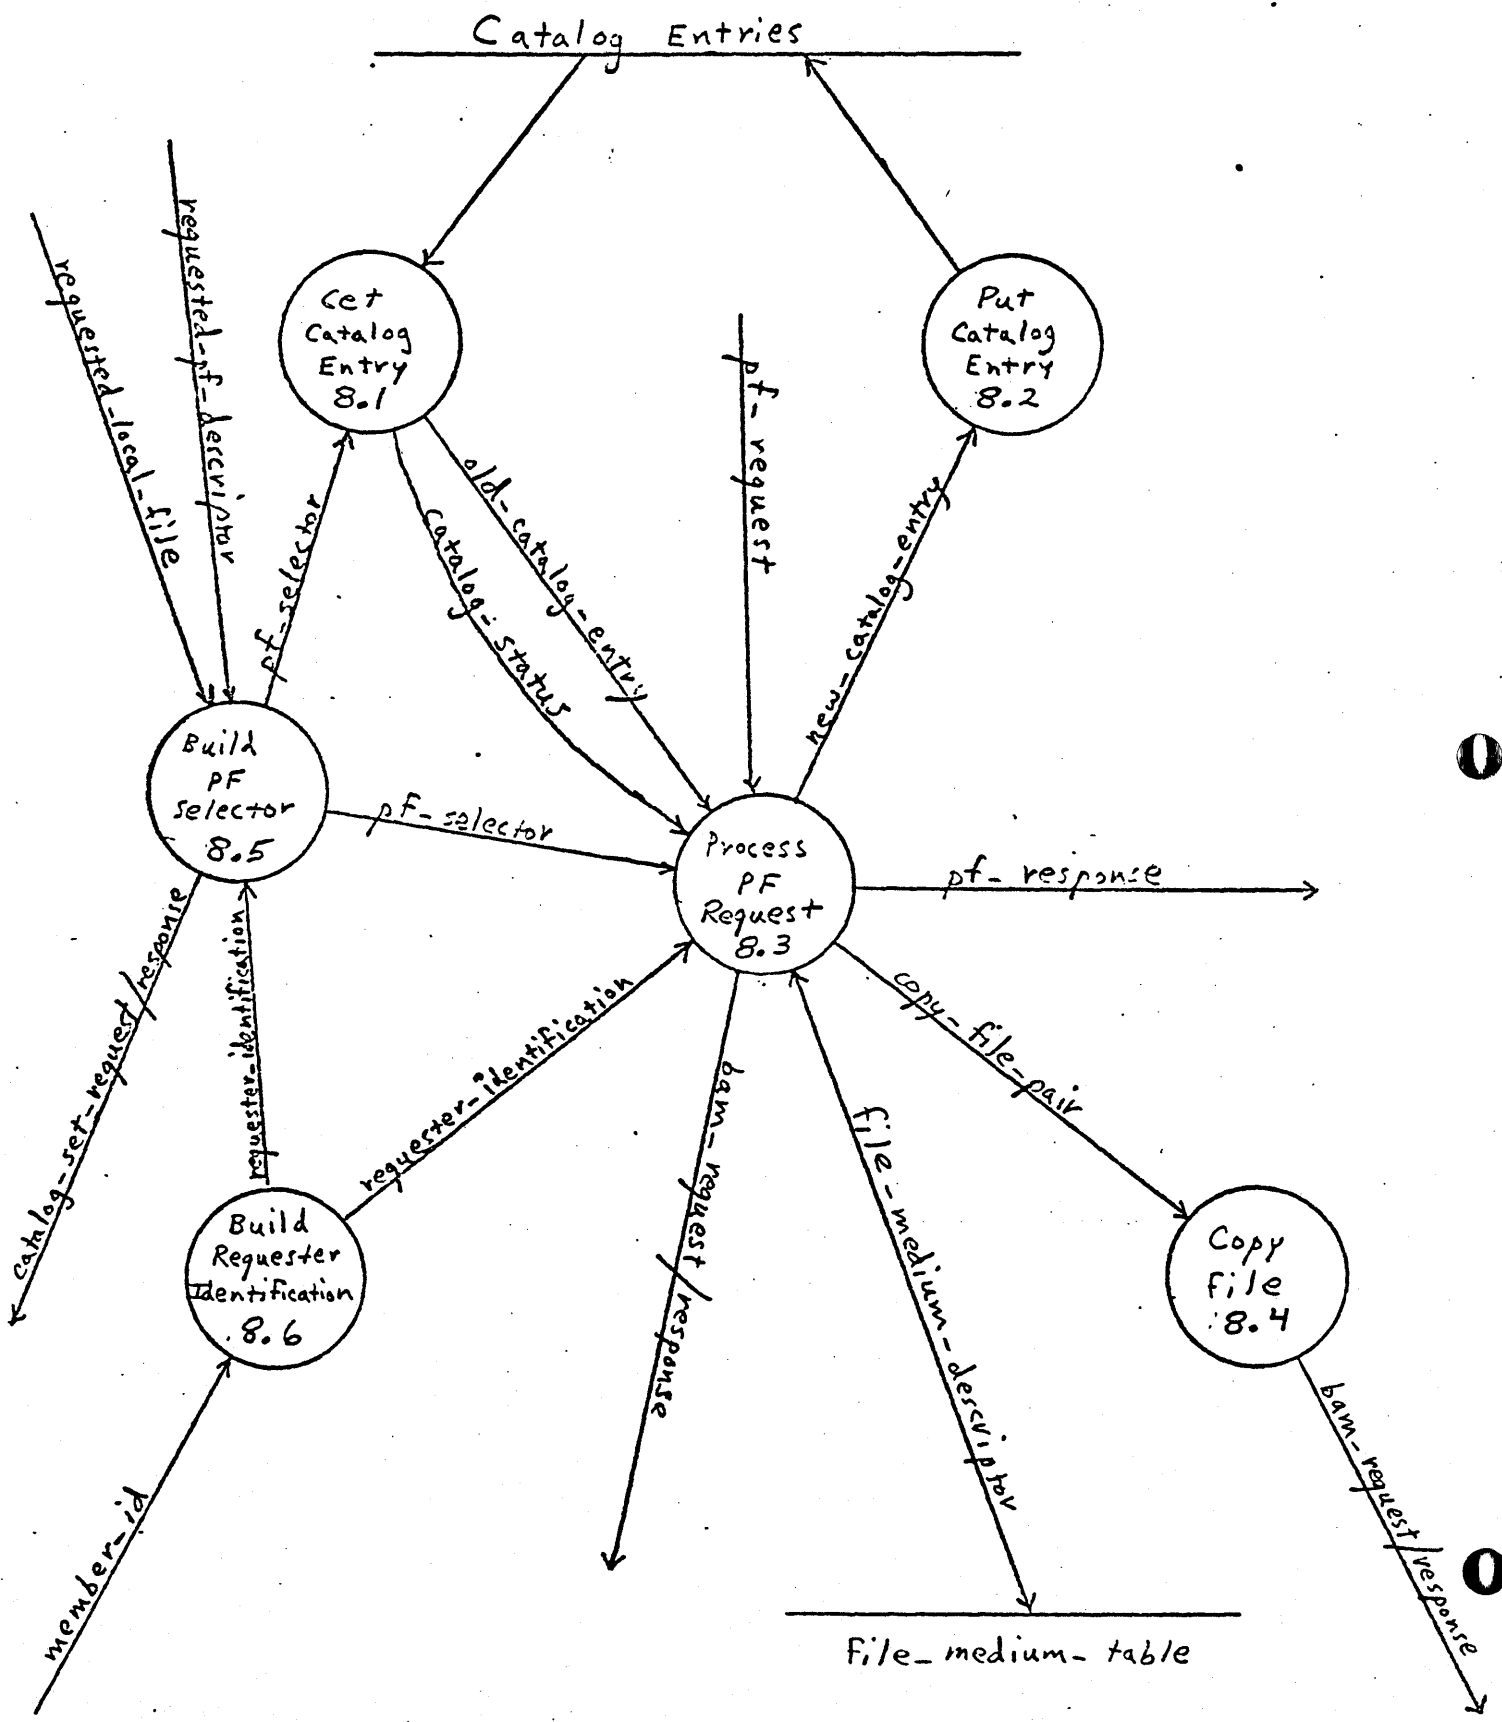 Catalog Entries
requested-pf-descriptor
requested-local-file
Get
Catalog
Entry
8.1
Put
Catalog
Entry
8.2
pf-request
old-catalog-entry
catalog-status
pf-selector
new-catalog-entry
Build
PF
Selector
8.5
pf-selector
Process
PF
Request
8.3
pf-response
catalog-set-request/response
requester-identification
requester-identification
bam-request/response
copy-file-pair
file-medium-descriptor
Build
Requester
Identification
8.6
Copy
File
8.4
member-id
bam-request/response
file-medium-table